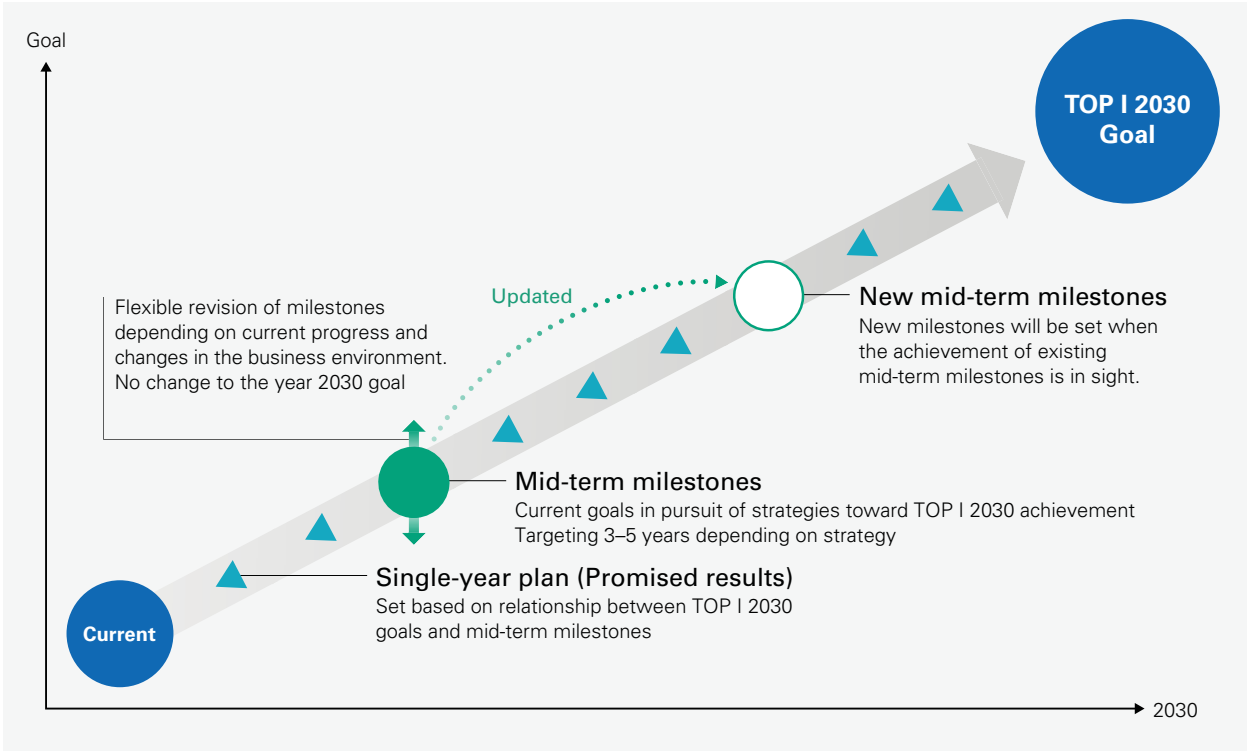 Goal
TOP I 2030
Goal
Updated
Flexible revision of milestones
depending on current progress and
changes in the business environment.
No change to the year 2030 goal
New mid-term milestones
New milestones will be set when
the achievement of existing
mid-term milestones is in sight.
Mid-term milestones
Current goals in pursuit of strategies toward TOP I 2030 achievement
Targeting 3–5 years depending on strategy
Single-year plan (Promised results)
Set based on relationship between TOP I 2030
goals and mid-term milestones
Current
2030